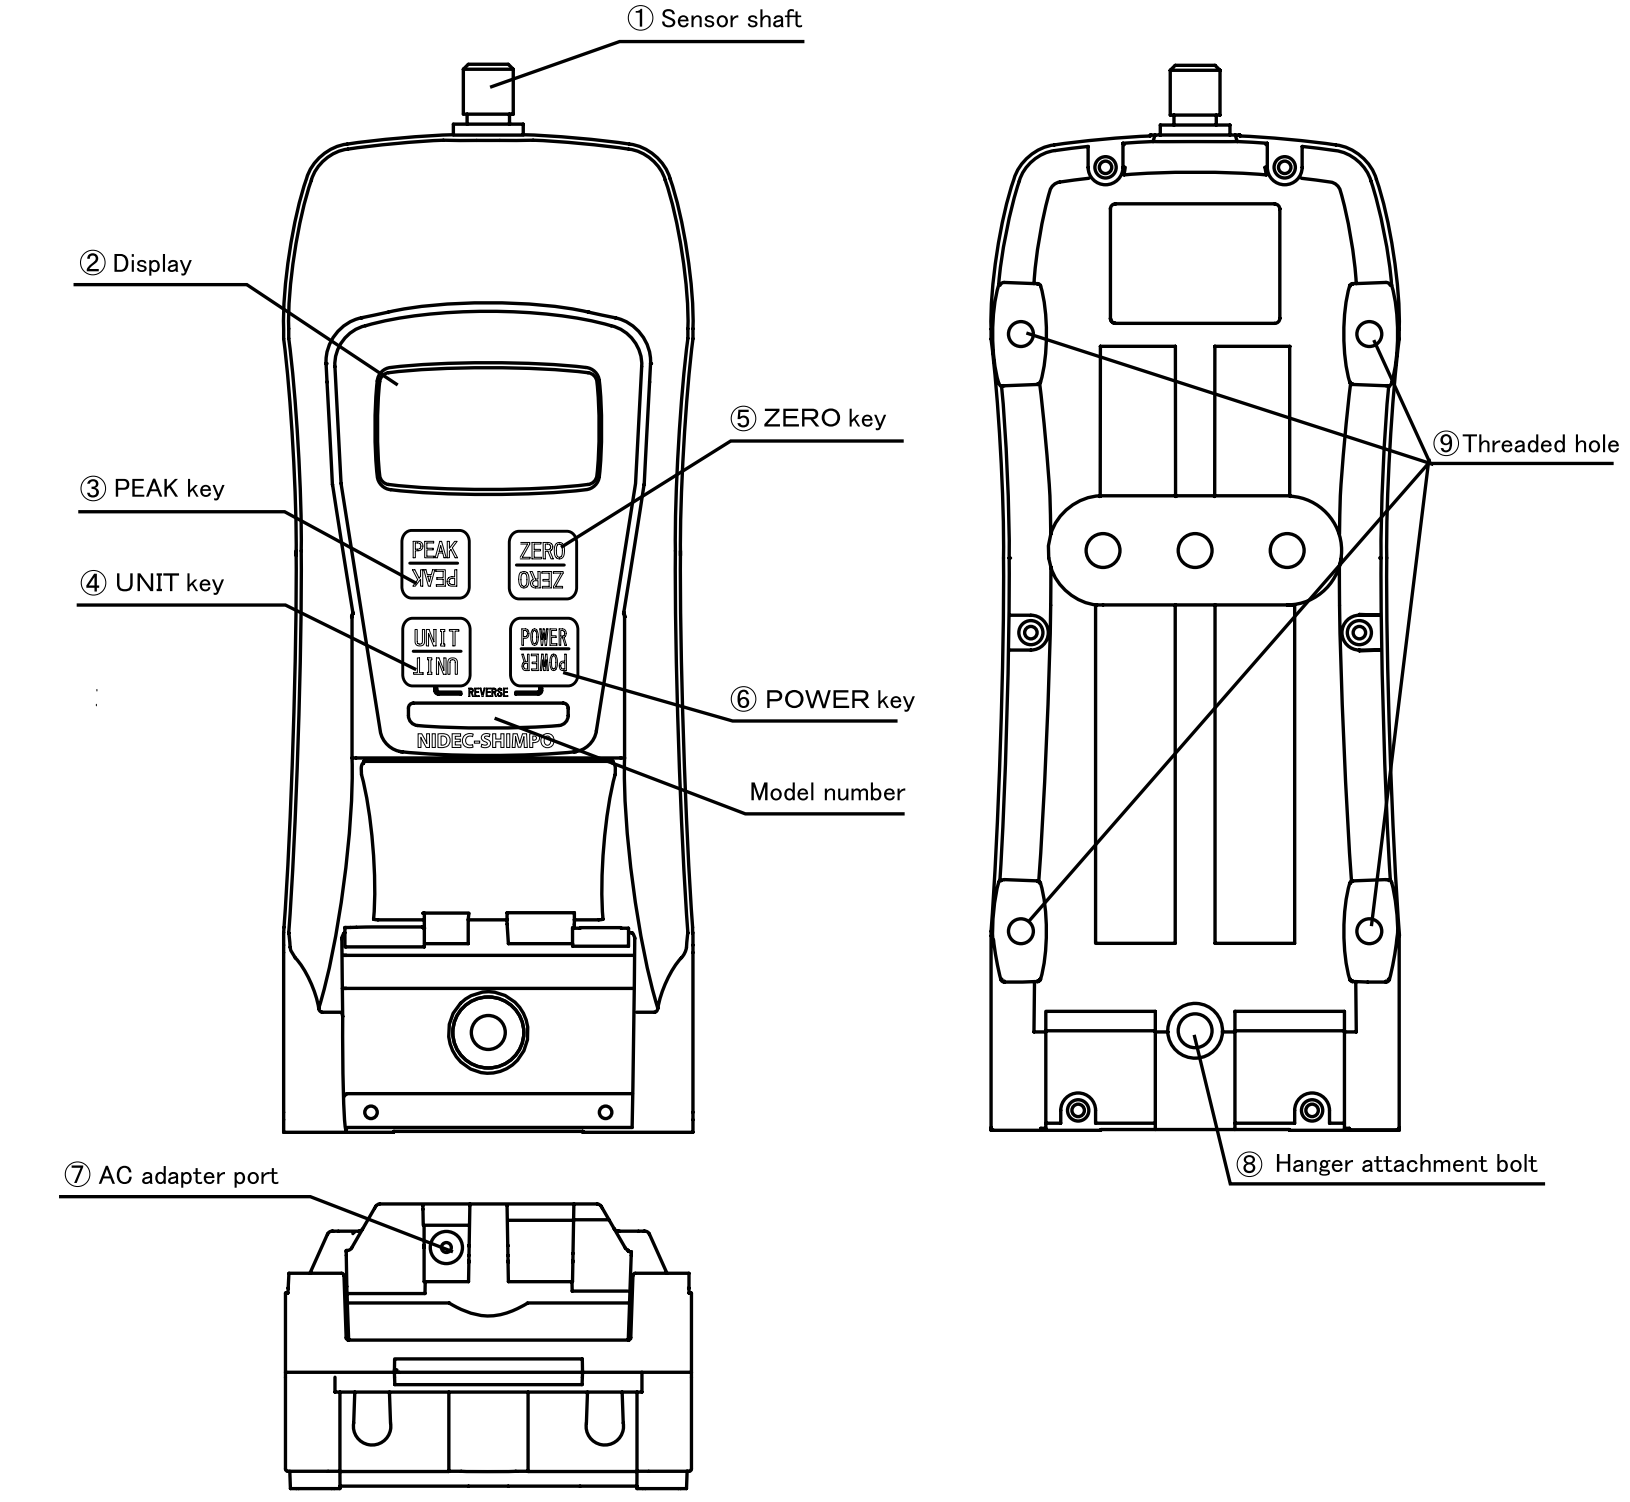 ① Sensor shaft
② Display
⑤ ZERO key
⑨Threaded hole
③ PEAK key
PEAK
PEAK
ZERO
ZERO
④ UNIT key
UNIT
UNIT
POWER
POWER
REVERSE
⑥ POWER key
NIDEC-SHIMPO
Model number
⑧ Hanger attachment bolt
⑦ AC adapter port